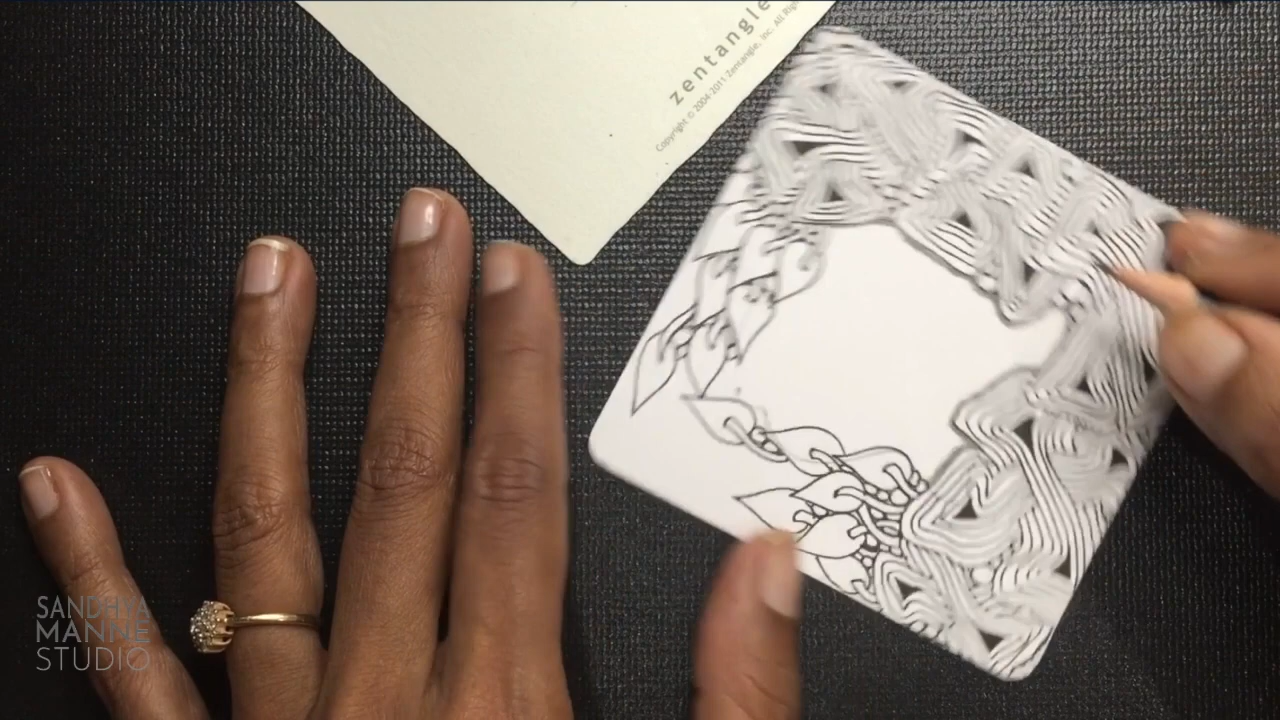 zentangle
Copyright © 2004-2011 Zentangle, Inc. All Rig
SANDHYA
MANNE
STUDIO